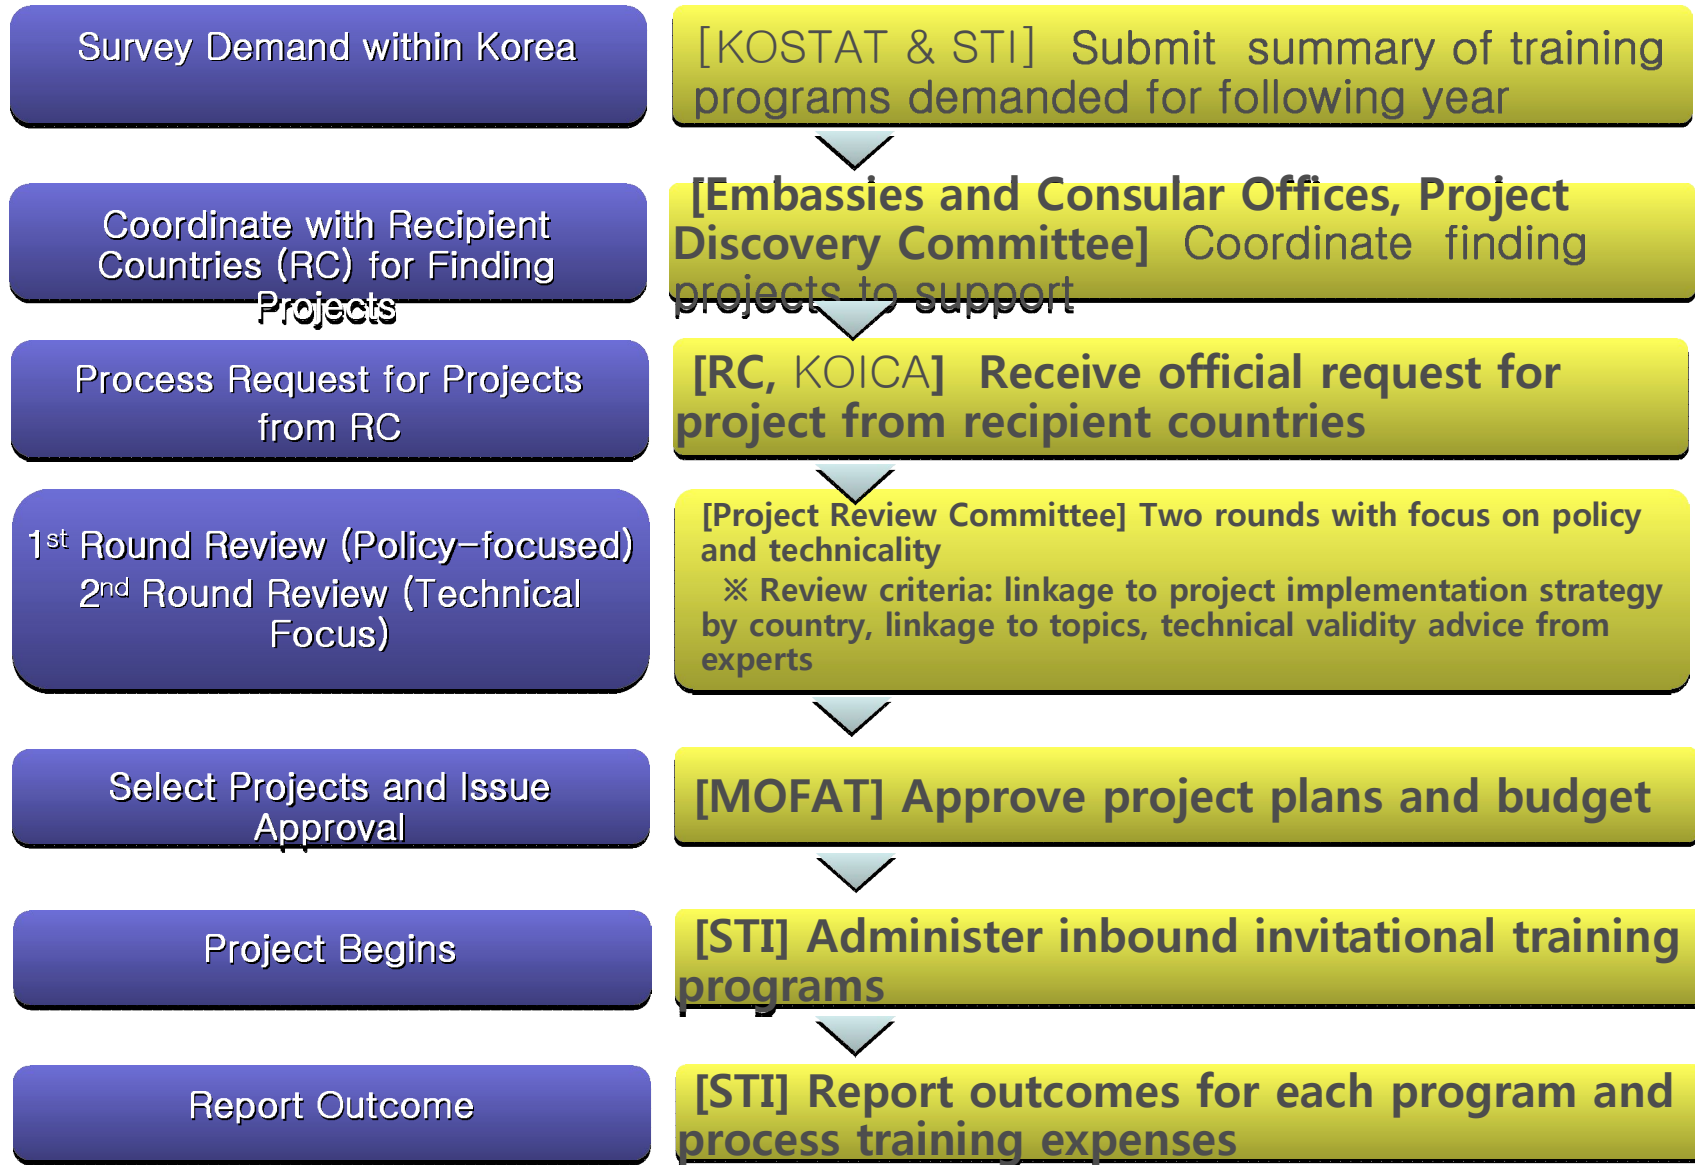 Survey Demand within Korea
[KOSTAT & STI] Submit summary of training
programs demanded for following year
Coordinate with Recipient
Countries (RC) for Finding
Projects
[Embassies and Consular Offices, Project
Discovery Committee] Coordinate finding
projects to support
Process Request for Projects
from RC
[RC, KOICA] Receive official request for
project from recipient countries
1st Round Review (Policy-focused)
2nd Round Review (Technical
Focus)
[Project Review Committee] Two rounds with focus on policy
and technicality
※ Review criteria: linkage to project implementation strategy
by country, linkage to topics, technical validity advice from
experts
Select Projects and Issue
Approval
[MOFAT] Approve project plans and budget
Project Begins
[STI] Administer inbound invitational training
programs
Report Outcome
[STI] Report outcomes for each program and
process training expenses